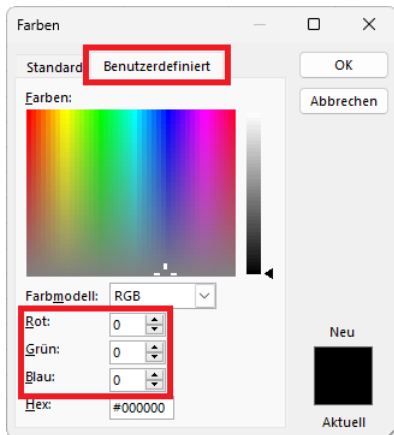 Farben
Standard Benutzerdefiniert
OK
Abbrechen
Farben:
Farbmodell: RGB
Rot: 0
Grün: 0
Blau: 0
Hex: #000000
Neu
Aktuell